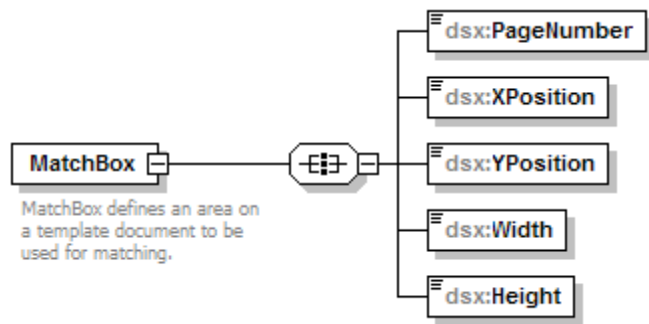 dsx:PageNumber
dsx:XPosition
MatchBox
dsx:YPosition
MatchBox defines an area on
a template document to be
used for matching.
dsx:Width
dsx:Height